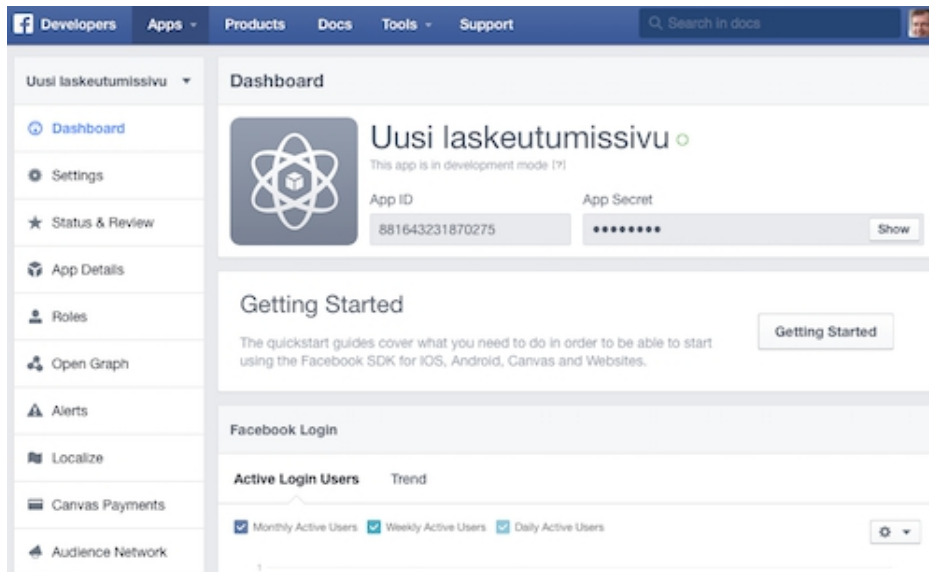 Developers Apps Products Docs Tools Support Search in docs
Uusi laskeutumissivu
Dashboard
Settings
Status & Review
App Details
Roles
Open Graph
Alerts
Localize
Canvas Payments
Audience Network
Dashboard
Uusi laskeutumissivu
This app is in development mode [?]
App ID App Secret
881643231870275 •••••••• Show
Getting Started
The quickstart guides cover what you need to do in order to be able to start
using the Facebook SDK for IOS, Android, Canvas and Websites.
Getting Started
Facebook Login
Active Login Users Trend
Monthly Active Users Weekly Active Users Daily Active Users
1